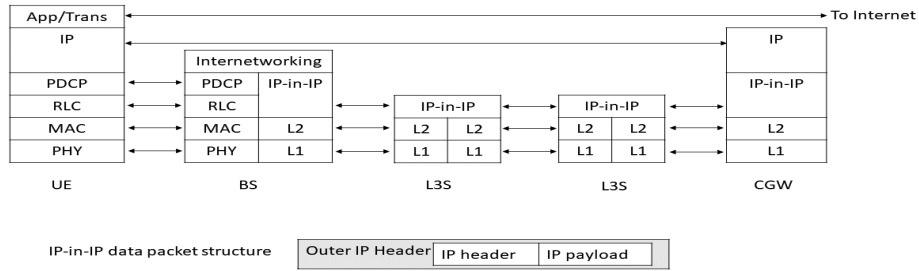 App/Trans To Internet
IP IP
Internetworking
PDCP PDCP IP-in-IP IP-in-IP
RLC RLC IP-in-IP IP-in-IP
MAC MAC L2 L2 L2 L2 L2 L2
PHY PHY L1 L1 L1 L1 L1 L1
UE BS L3S L3S CGW
IP-in-IP data packet structure Outer IP Header IP header IP payload